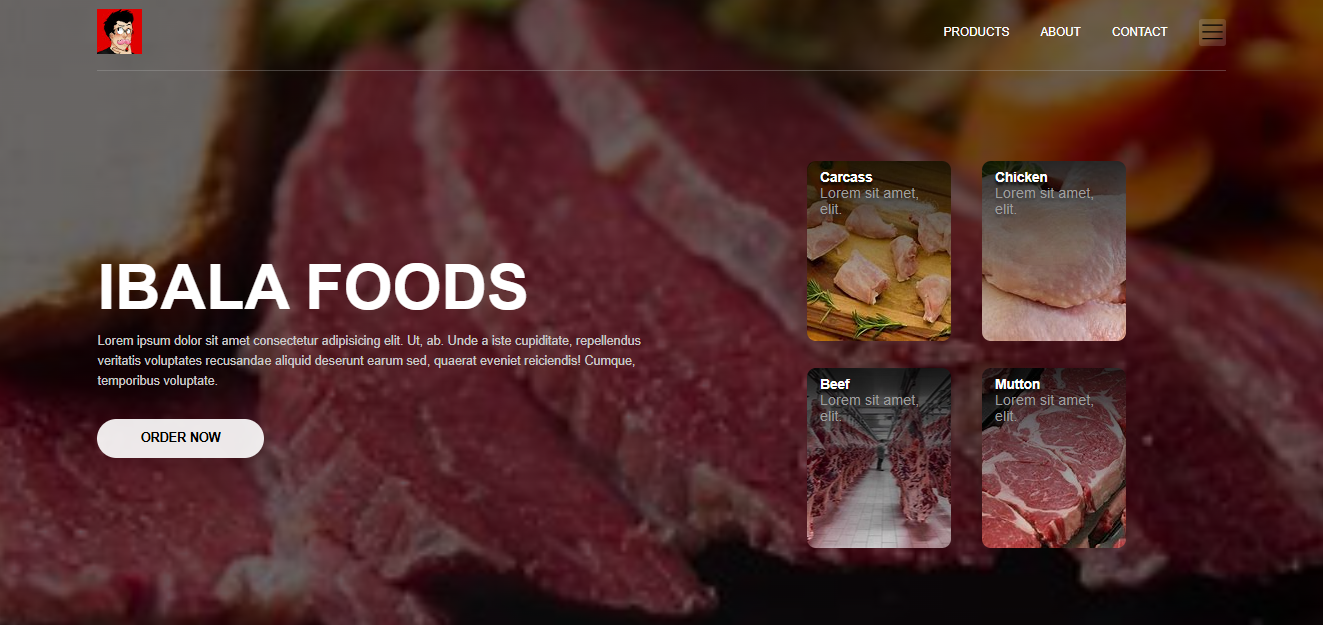 PRODUCTS ABOUT CONTACT
IBALA FOODS
Lorem ipsum dolor sit amet consectetur adipisicing elit. Ut, ab. Unde a iste cupiditate, repellendus
veritatis voluptates recusandae aliquid deserunt earum sed, quaerat eveniet reiciendis! Cumque,
temporibus voluptate.
ORDER NOW
Carcass
Lorem sit amet,
elit.
Chicken
Lorem sit amet,
elit.
Beef
Lorem sit amet,
elit.
Mutton
Lorem sit amet,
elit.